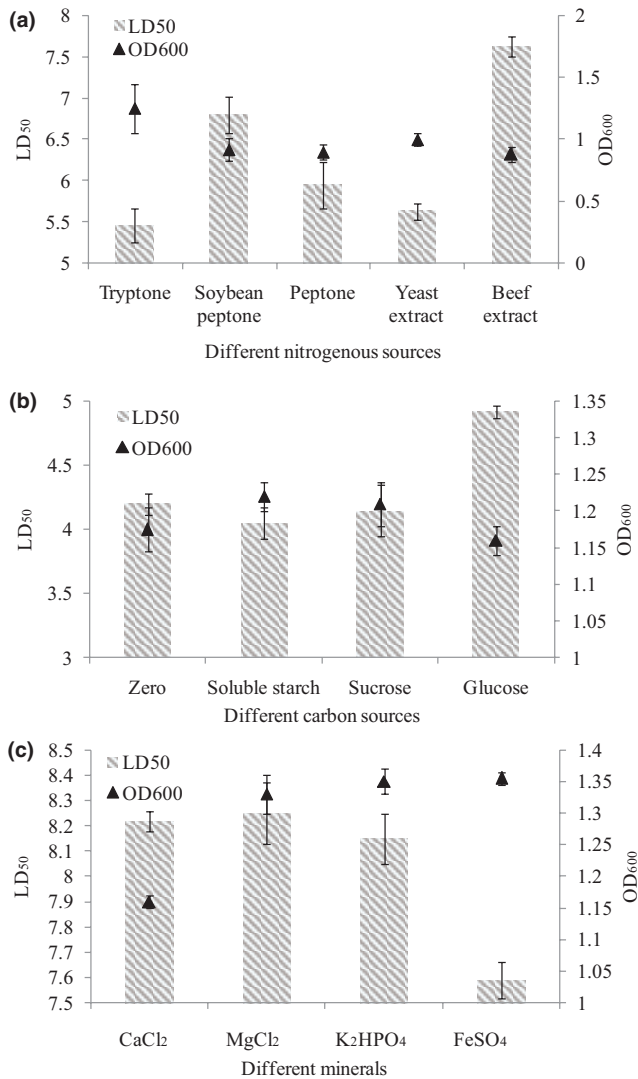 (a)
8
7.5
7
6.5
6
5.5
5
LD50
LD50
OD600
2
1.5
1
0.5
0
OD600
Tryptone Soybean peptone Peptone Yeast extract Beef extract
Different nitrogenous sources
(b)
5
4.5
4
3.5
3
LD50
LD50
OD600
1.35
1.3
1.25
1.2
1.15
1.1
1.05
1
OD600
Zero Soluble starch Sucrose Glucose
Different carbon sources
(c)
8.5
8.4
8.3
8.2
8.1
8
7.9
7.8
7.7
7.6
7.5
LD50
LD50
OD600
1.4
1.35
1.3
1.25
1.2
1.15
1.1
1.05
1
OD600
CaCl2 MgCl2 K2HPO4 FeSO4
Different minerals